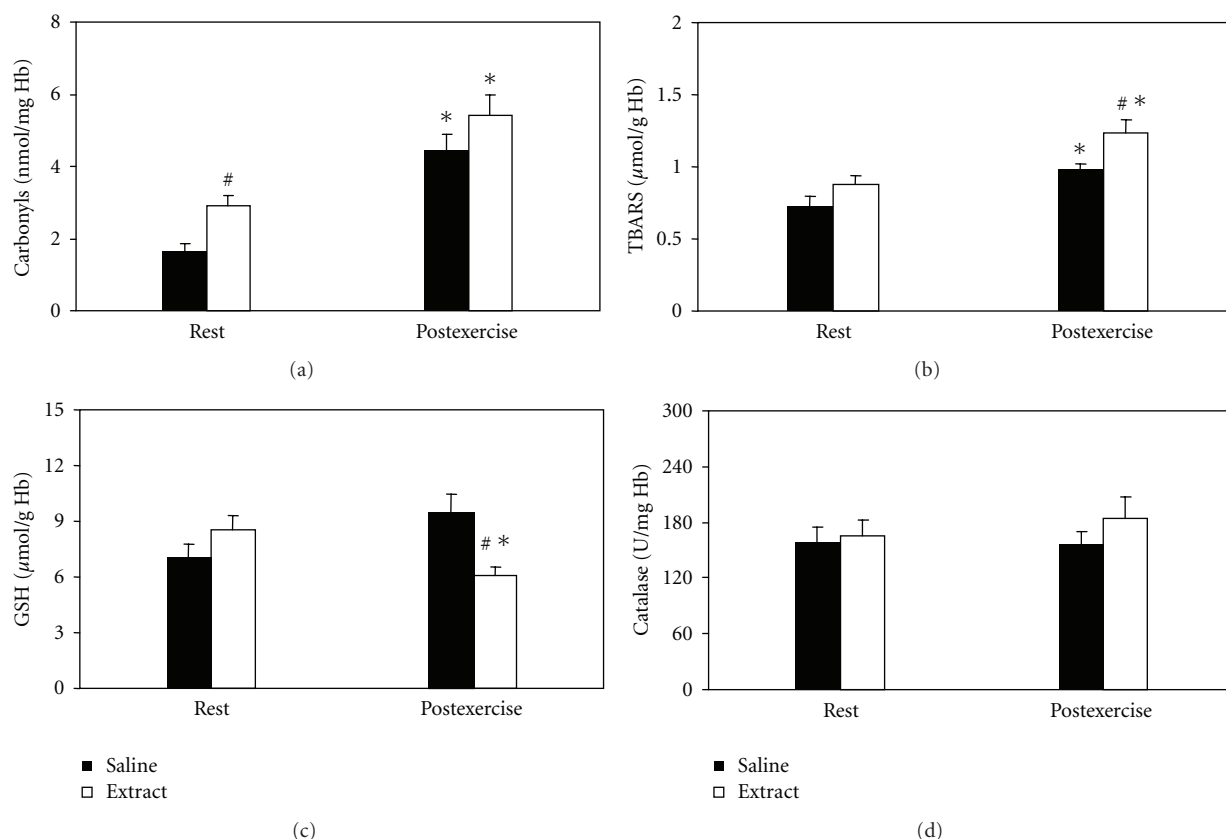 8
6
4
2
0
Carbonyls (nmol/mg Hb)
#
*
*
Rest
Postexercise
(a)
2
1.5
1
0.5
0
TBARS (µmol/g Hb)
*
# *
Rest
Postexercise
(b)
15
12
9
6
3
0
GSH (µmol/g Hb)
# *
Rest
Postexercise
Saline
Extract
(c)
300
240
180
120
60
0
Catalase (U/mg Hb)
Rest
Postexercise
Saline
Extract
(d)